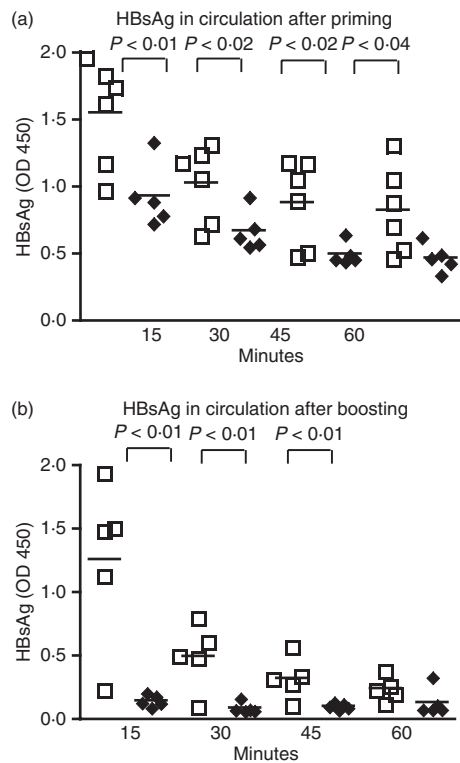 (a) HBsAg in circulation after priming
P < 0·01 P < 0·02 P < 0·02 P < 0·04
2·0
1·5
1·0
0·5
0·0
HBsAg (OD 450)
15 30 45 60
Minutes
(b) HBsAg in circulation after boosting
P < 0·01 P < 0·01 P < 0·01
2·0
1·5
1·0
0·5
0·0
HBsAg (OD 450)
15 30 45 60
Minutes